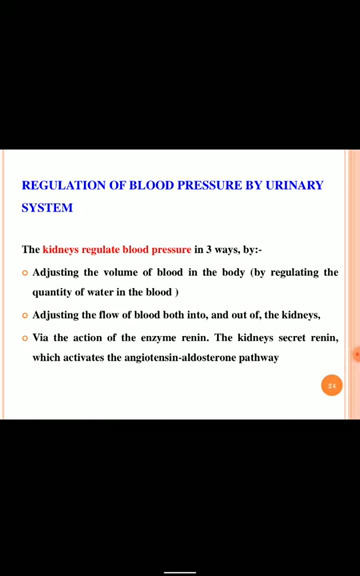 REGULATION OF BLOOD PRESSURE BY URINARY
SYSTEM
The kidneys regulate blood pressure in 3 ways, by:-
Adjusting the volume of blood in the body (by regulating the
quantity of water in the blood )
Adjusting the flow of blood both into, and out of, the kidneys,
Via the action of the enzyme renin. The kidneys secret renin,
which activates the angiotensin-aldosterone pathway
24